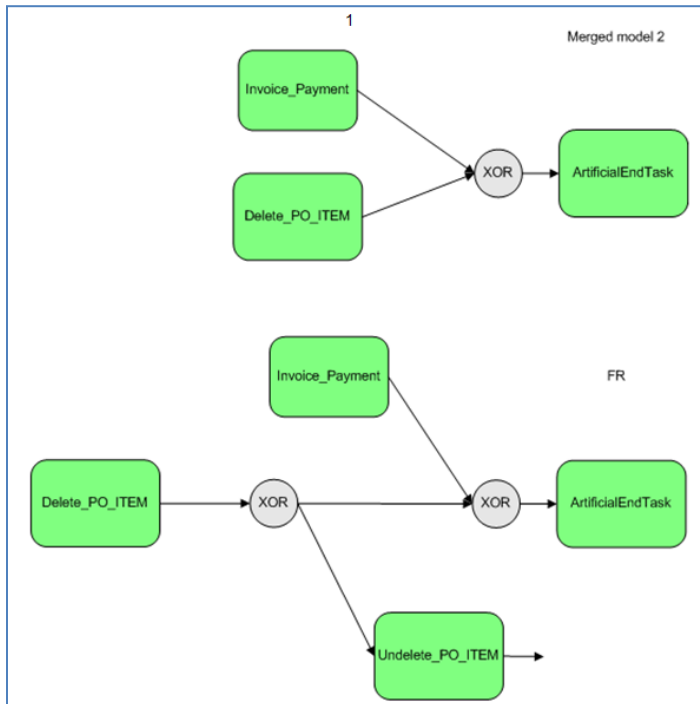 1
Merged model 2
Invoice_Payment
XOR
ArtificialEndTask
Delete_PO_ITEM
Invoice_Payment
FR
Delete_PO_ITEM
XOR
XOR
ArtificialEndTask
Undelete_PO_ITEM